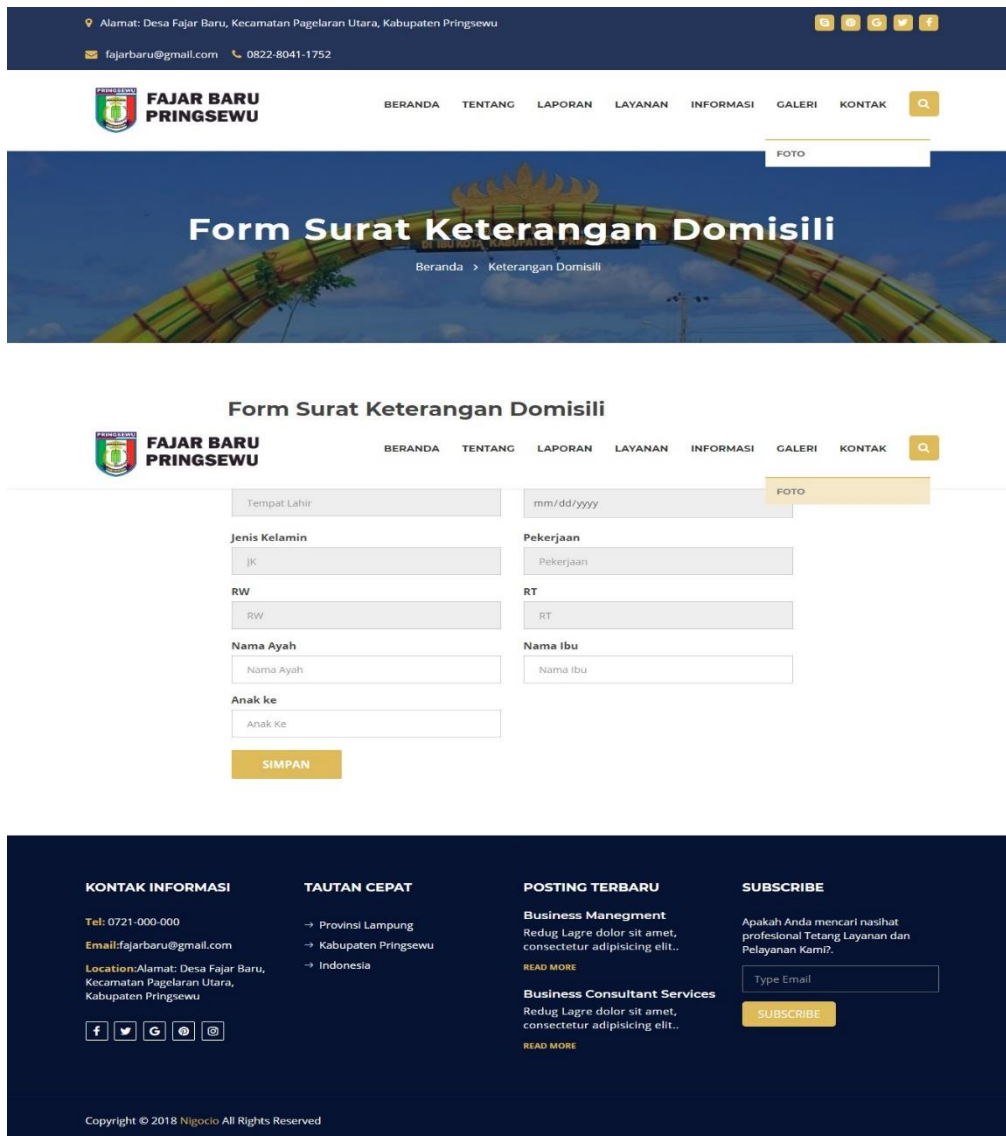 Alamat: Desa Fajar Baru, Kecamatan Pagelaran Utara, Kabupaten Pringsewu
fajarbaru@gmail.com 0822-8041-1752
PRINGSEWU
FAJAR BARU
PRINGSEWU
BERANDA TENTANG LAPORAN LAYANAN INFORMASI GALERI KONTAK
FOTO
DI IBU KOTA KABUPATEN
Form Surat Keterangan Domisili
Beranda > Keterangan Domisili
Form Surat Keterangan Domisili
PRINGSEWU
FAJAR BARU
PRINGSEWU
BERANDA TENTANG LAPORAN LAYANAN INFORMASI GALERI KONTAK
FOTO
Tempat Lahir mm/dd/yyyy
Jenis Kelamin Pekerjaan
JK Pekerjaan
RW RT
RW RT
Nama Ayah Nama Ibu
Nama Ayah Nama Ibu
Anak ke
Anak Ke
SIMPAN
KONTAK INFORMASI
Tel: 0721-000-000
Email:fajarbaru@gmail.com
Location:Alamat: Desa Fajar Baru,
Kecamatan Pagelaran Utara,
Kabupaten Pringsewu
TAUTAN CEPAT
→ Provinsi Lampung
→ Kabupaten Pringsewu
→ Indonesia
POSTING TERBARU
Business Manegment
Redug Lagre dolor sit amet,
consectetur adipisicing elit..
READ MORE
Business Consultant Services
Redug Lagre dolor sit amet,
consectetur adipisicing elit..
READ MORE
SUBSCRIBE
Apakah Anda mencari nasihat
profesional Tetang Layanan dan
Pelayanan Kami?.
Type Email
SUBSCRIBE
Copyright © 2018 Nigocio All Rights Reserved